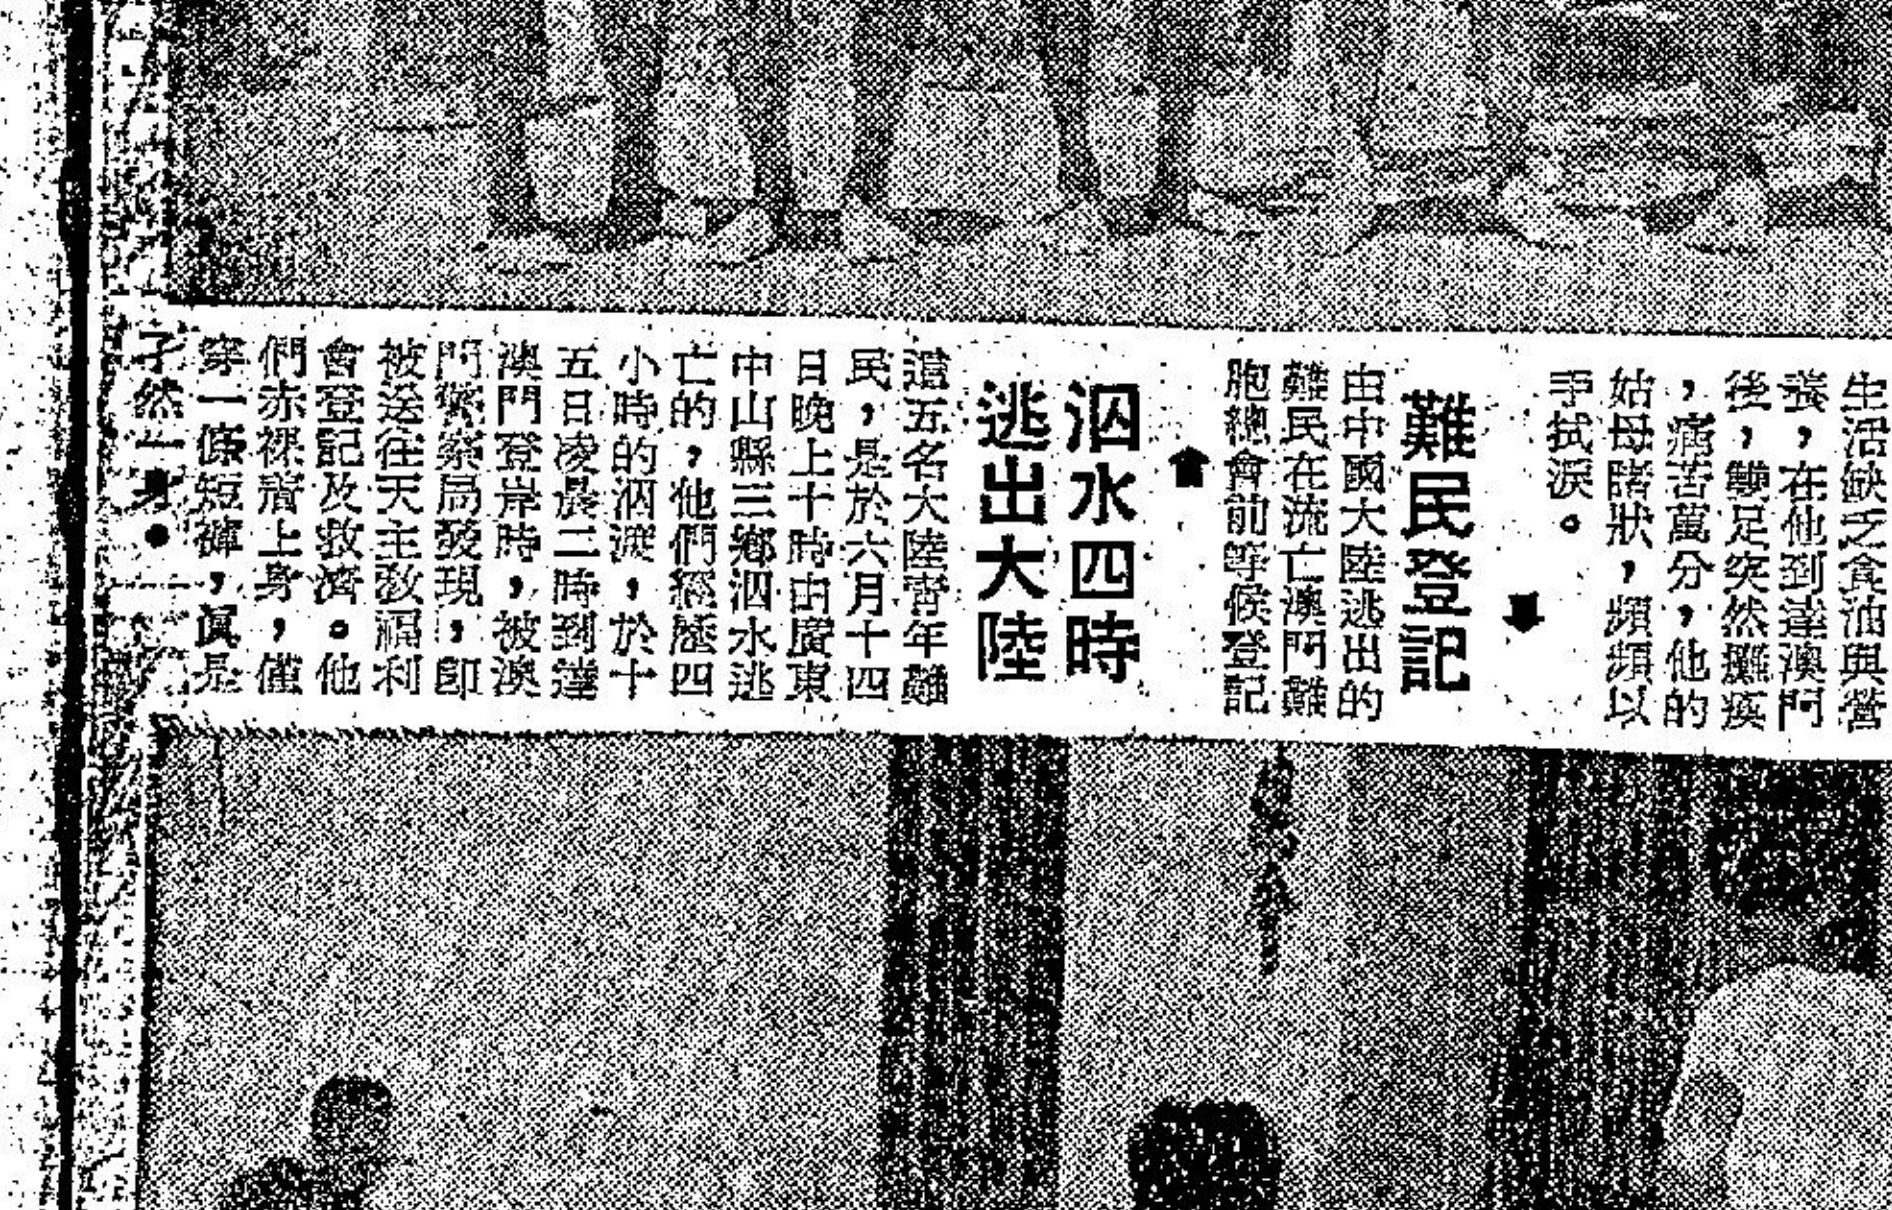 生活缺乏食油與營
養，在他到達澳門
後，雙足突然攤瘓
，痛苦萬分，他的
姑母睹狀，頻頻以
手拭淚。
難民登記
由中國大陸逃出的
難民在流亡澳門難
胞總會前等候登記
泅水四時
逃出大陸
這五名大陸青年難
民，是於六月十四
日晚上十時由廣東
中山縣三鄉泅水逃
亡的，他們經歷四
小時的泅渡，於十
五日凌晨二時到達
澳門登岸時，被澳
門警察局發現，卽
被送往天主教福利
會登記及救濟。他
們赤裸着上身，僅
穿一條短褲，眞是
孑然一身●